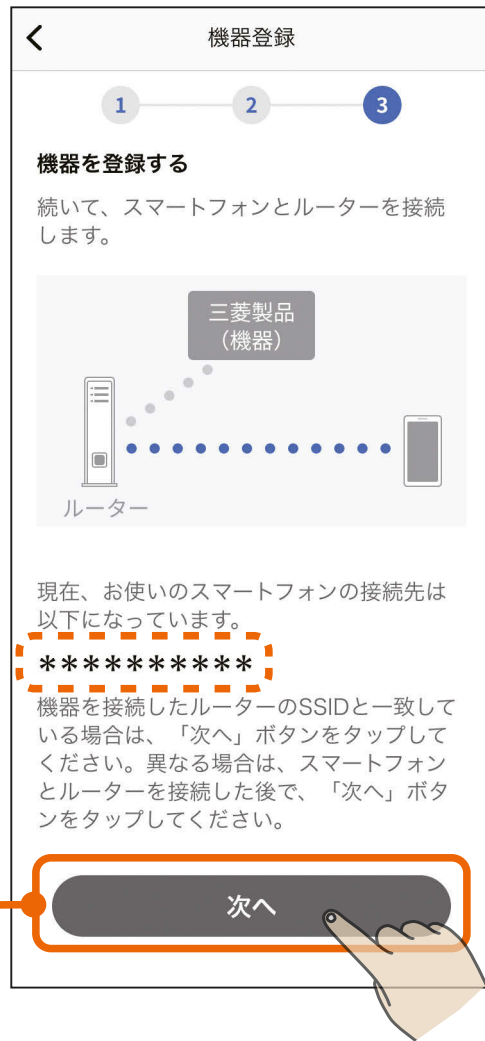 機器登録
1 2 3
機器を登録する
続いて、スマートフォンとルーターを接続
します。
三菱製品
（機器）
ルーター
現在、お使いのスマートフォンの接続先は
以下になっています。
**********
機器を接続したルーターのSSIDと一致して
いる場合は、「次へ」ボタンをタップして
ください。異なる場合は、スマートフォン
とルーターを接続した後で、「次へ」ボタ
ンをタップしてください。
次へ